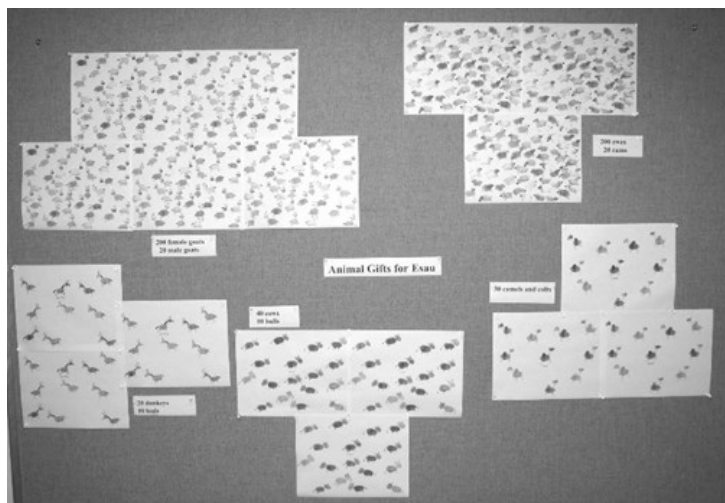 200 ewes
20 rams
200 female goats
20 male goats
Animal Gifts for Esau
30 camels and colts
40 cows
10 bulls
20 donkeys
10 foals